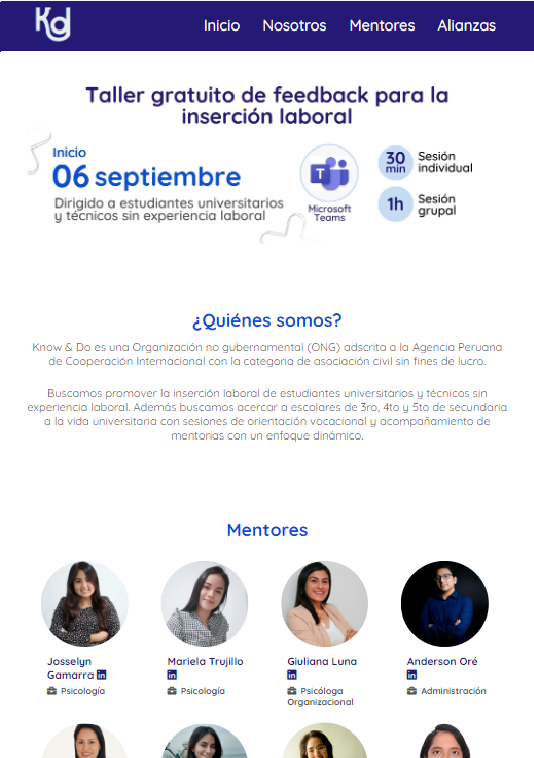 Kd
Inicio Nosotros Mentores Alianzas
Taller gratuito de feedback para la
inserción laboral
Inicio
06 septiembre
Dirigido a estudiantes universitarios
y técnicos sin experiencia laboral
T
Microsoft
Teams
30
min
Sesión
individual
1h
Sesión
grupal
¿Quiénes somos?
Know & Do es una Organización no gubernamental (ONG) adscrita a la Agencia Peruana
de Cooperación Internacional con la categoria de asociación civil sin fines de lucro.
Buscamos promover la inserción laboral de estudiantes universitarios y técnicos sin
experiencia laboral. Además buscamos acercar a escolares de 3ro, 4to y 5to de secundaria
a la vida universitaria con sesiones de orientación vocacional y acompañamiento de
mentorias con un enfoque dinámico.
Mentores
Josselyn
Gamarra in
Psicología
Mariella Trujillo
in
Psicología
Giuliana Luna
in
Psicóloga
Organizacional
Anderson Oré
in
Administración